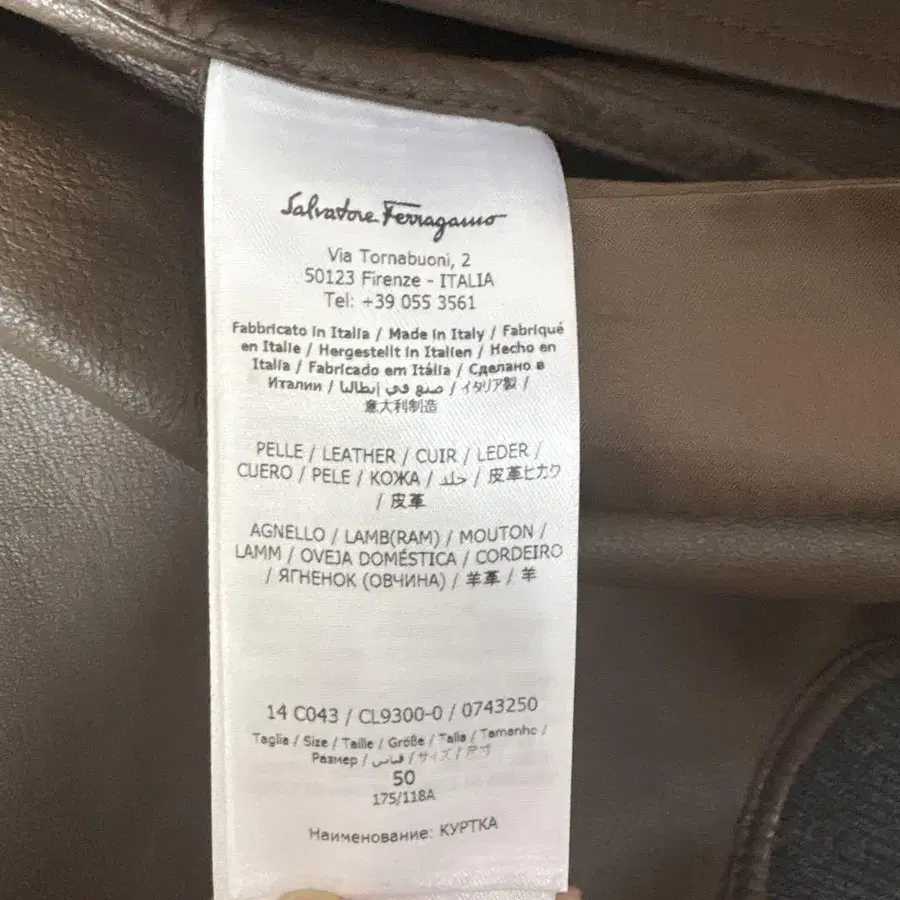 Salvatore Ferragamo
Via Tornabuoni, 2
50123 Firenze - ITALIA
Tel: +39 055 3561
Fabbricato in Italia / Made in Italy / Fabriqué
en Italie / Hergestellt in Italien / Hecho en
Italia / Fabricado em Itália / Сделано в
Италии / صنع في إيطاليا / イタリア製 /
意大利制造
PELLE / LEATHER / CUIR / LEDER /
CUERO / PELE / КОЖА / جلد / 皮革ヒカク
/ 皮革
AGNELLO / LAMB(RAM) / MOUTON /
LAMM / OVEJA DOMÉSTICA / CORDEIRO
/ ЯГНЕНОК (ОВЧИНА) / 羊革 / 羊
14 C043 / CL9300-0 / 0743250
Taglia / Size / Taille / Größe / Talla / Tamanho /
Размер / قياس / サイズ / 尺寸
50
175/118A
Наименование: КУРТКА